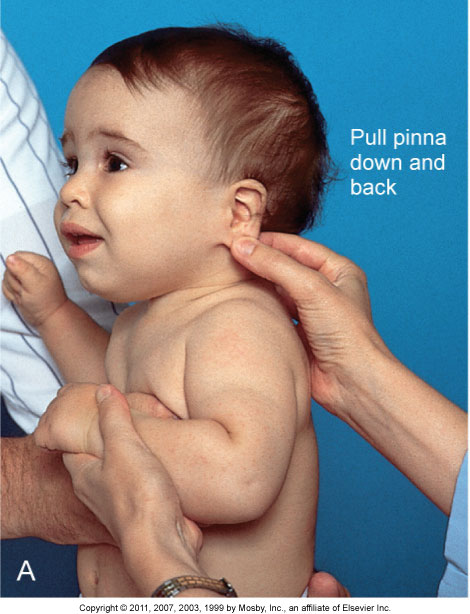 Pull pinna
down and
back
A
Copyright © 2011, 2007, 2003, 1999 by Mosby, Inc., an affiliate of Elsevier Inc.